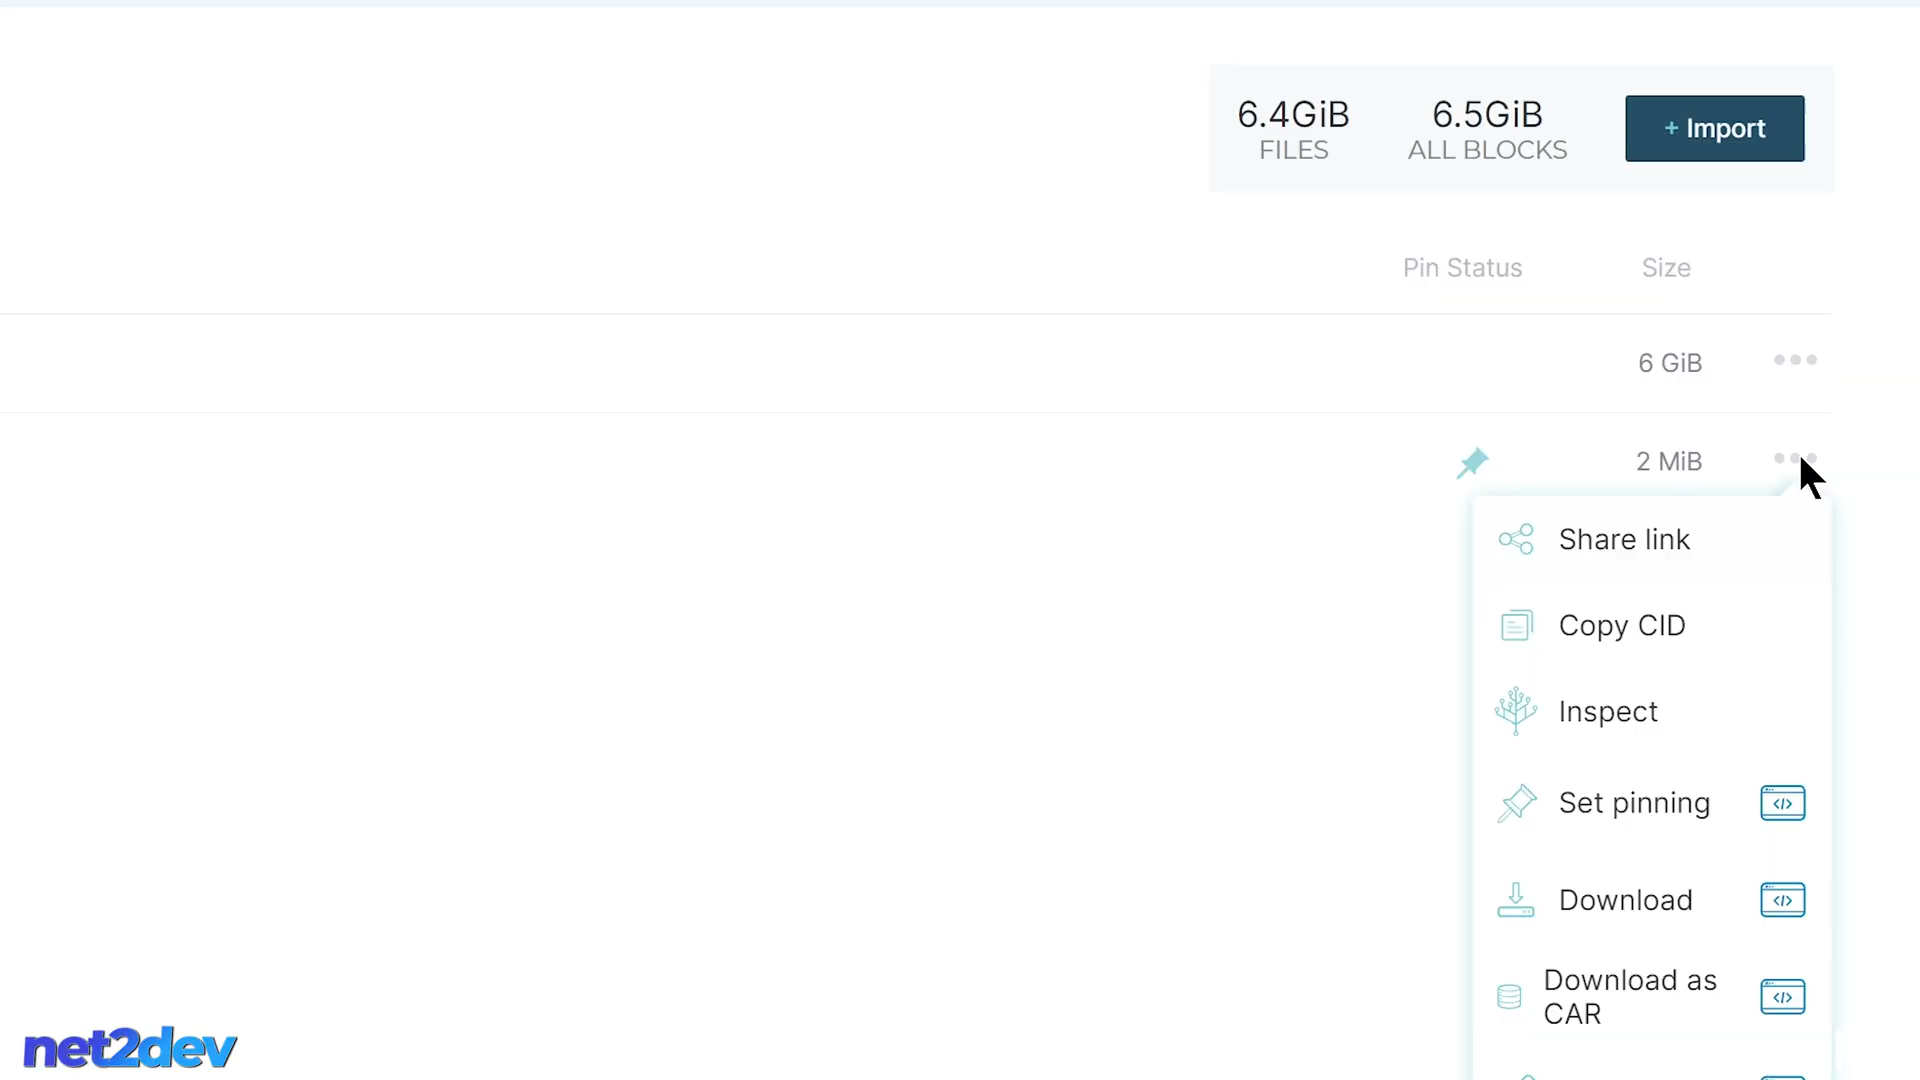 6.4GiB
FILES
6.5GiB
ALL BLOCKS
+ Import
Pin Status
Size
6 GiB
2 MiB
Share link
Copy CID
Inspect
Set pinning
Download
Download as
CAR
net2dev